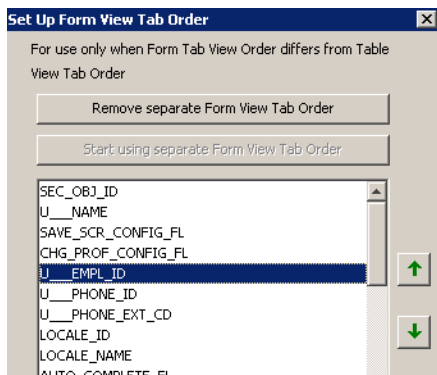 Set Up Form View Tab Order
For use only when Form Tab View Order differs from Table
View Tab Order
Remove separate Form View Tab Order
Start using separate Form View Tab Order
SEC_OBJ_ID
U___NAME
SAVE_SCR_CONFIG_FL
CHG_PROF_CONFIG_FL
U___EMPL_ID
U___PHONE_ID
U___PHONE_EXT_CD
LOCALE_ID
LOCALE_NAME
AUTO_COMPLETE_FL